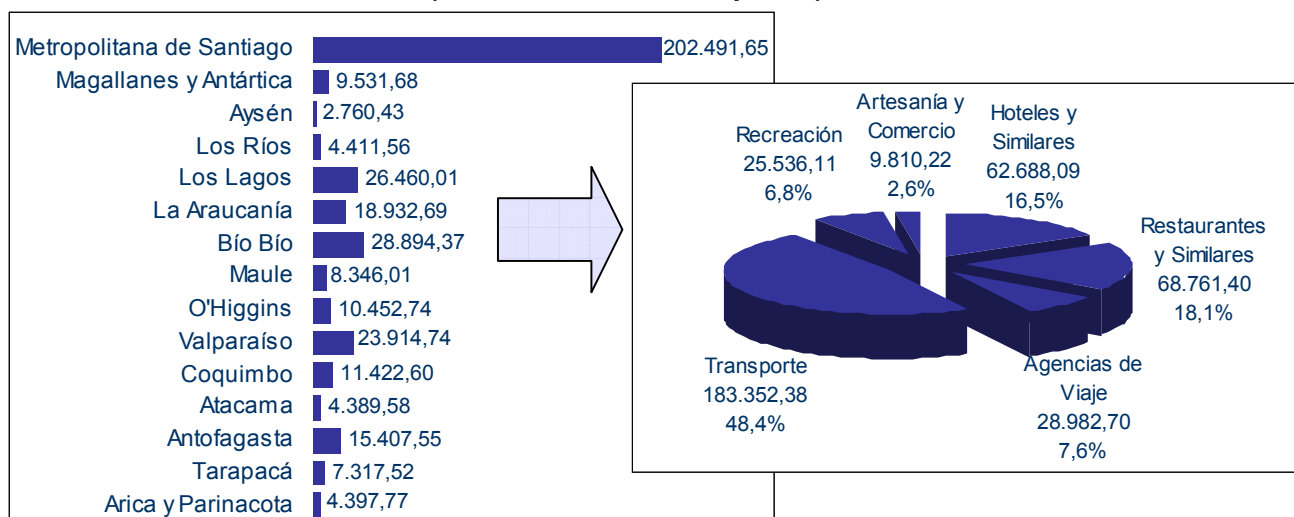 Metropolitana de Santiago 202.491,65
Magallanes y Antártica 9.531,68
Aysén 2.760,43
Los Ríos 4.411,56
Los Lagos 26.460,01
La Araucanía 18.932,69
Bío Bío 28.894,37
Maule 8.346,01
O'Higgins 10.452,74
Valparaíso 23.914,74
Coquimbo 11.422,60
Atacama 4.389,58
Antofagasta 15.407,55
Tarapacá 7.317,52
Arica y Parinacota 4.397,77
Recreación
25.536,11
6,8%
Artesanía y
Comercio
9.810,22
2,6%
Hoteles y
Similares
62.688,09
16,5%
Restaurantes
y Similares
68.761,40
18,1%
Transporte
183.352,38
48,4%
Agencias de
Viaje
28.982,70
7,6%